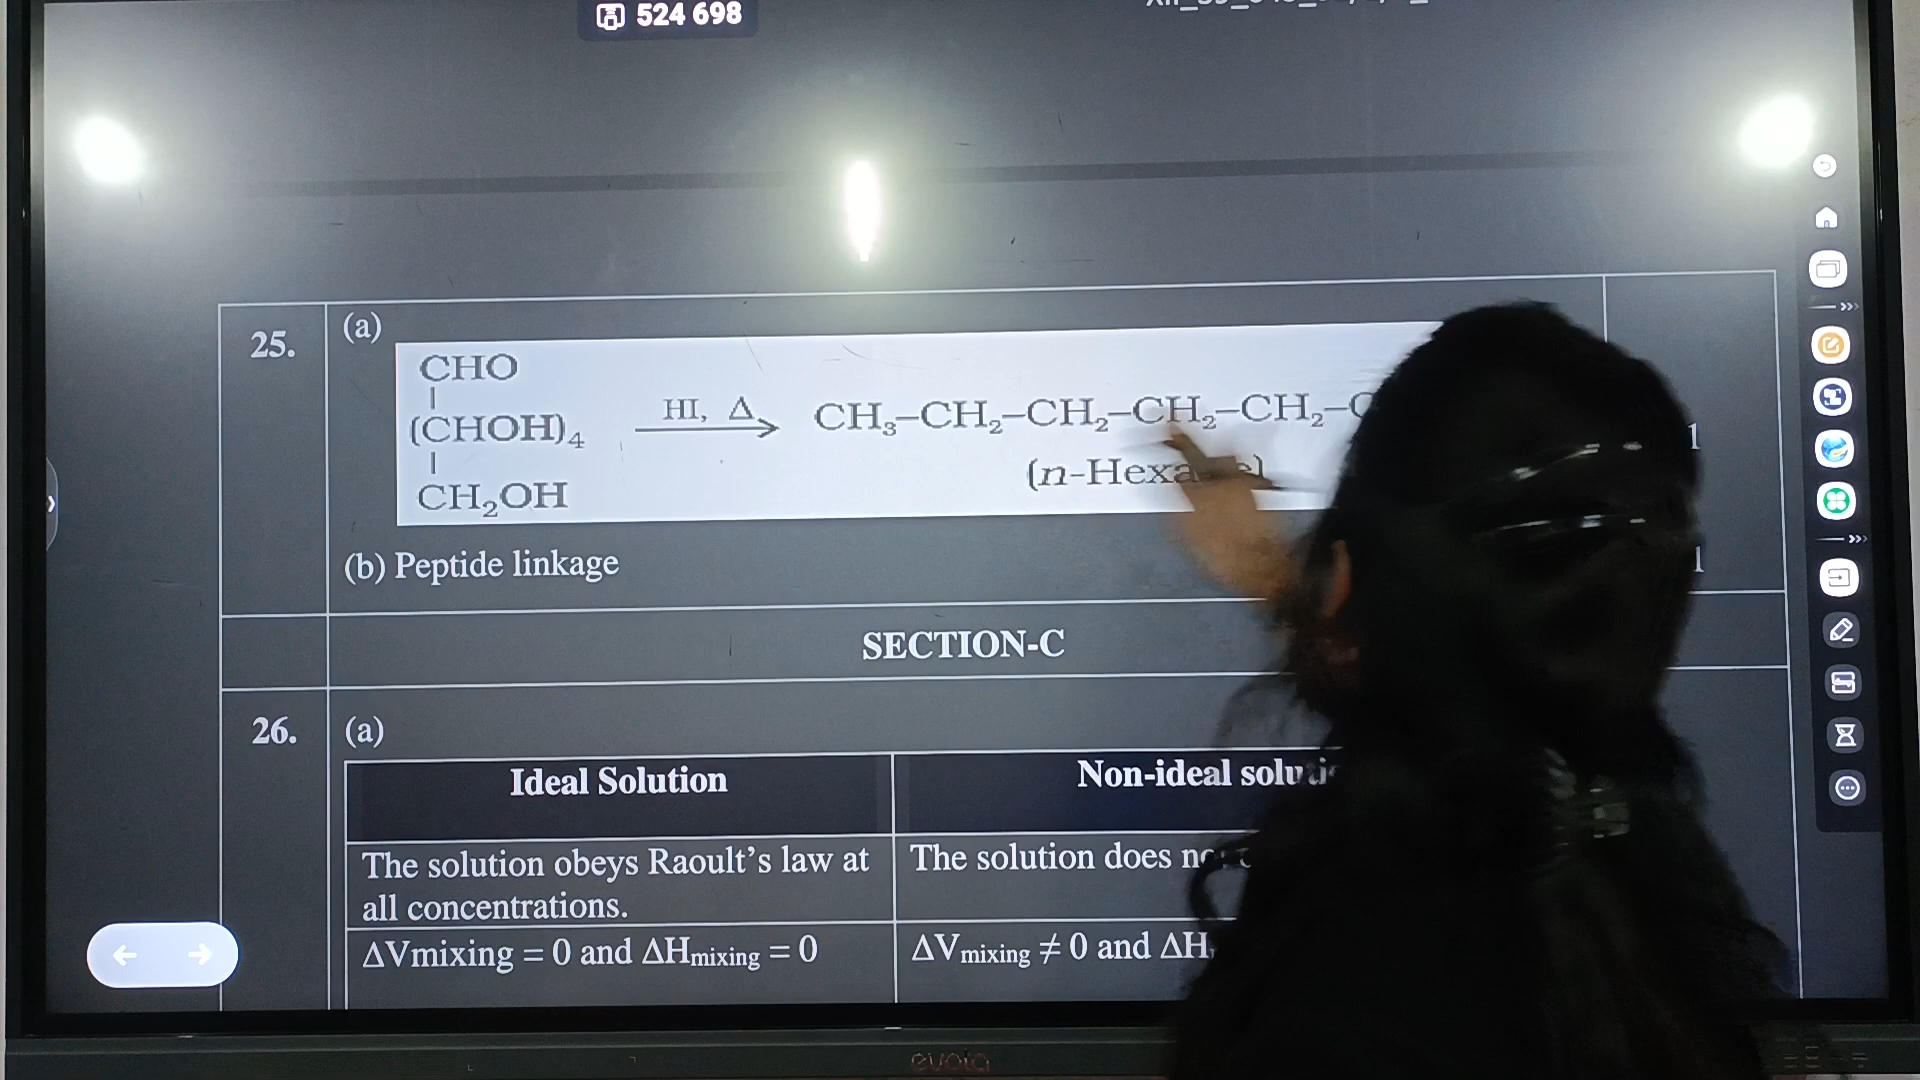 524 698
25.
(a)
CHO
(CHOH)₄
CH₂OH
HI, Δ
CH₃–CH₂–CH₂–CH₂–CH₂–
(n-Hexa
1
(b) Peptide linkage
1
SECTION-C
26.
(a)
Ideal Solution
Non-ideal
The solution obeys Raoult's law at
all concentrations.
The solution does
ΔVmixing = 0 and ΔHmixing = 0
ΔVmixing ≠ 0 and ΔH
evota